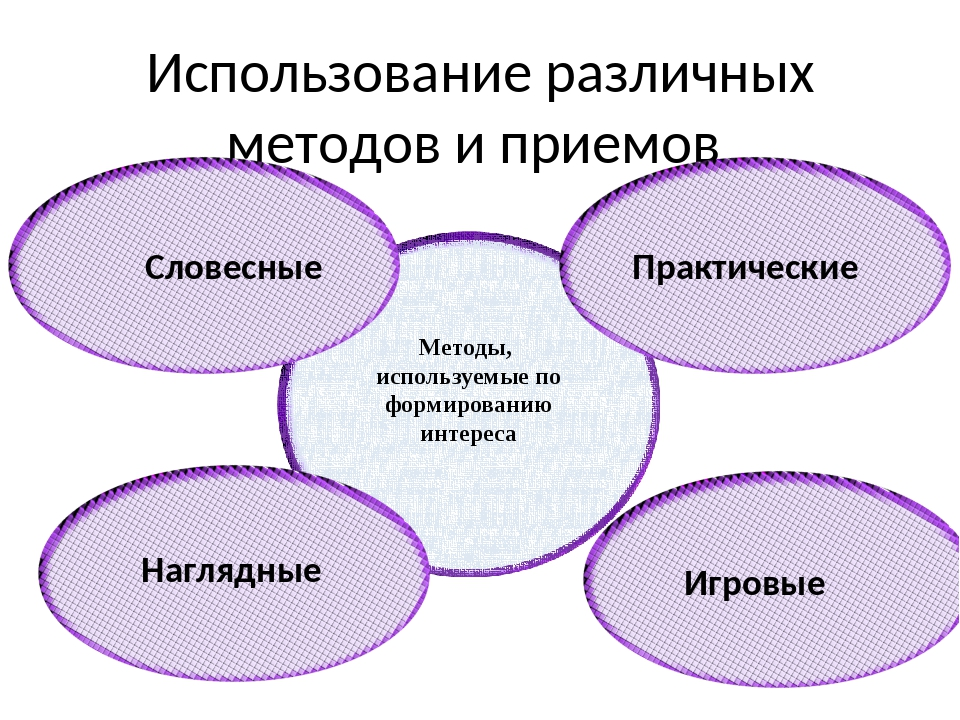 Использование различных
методов и приемов
Словесные
Практические
Методы,
используемые по
формированию
интереса
Наглядные
Игровые